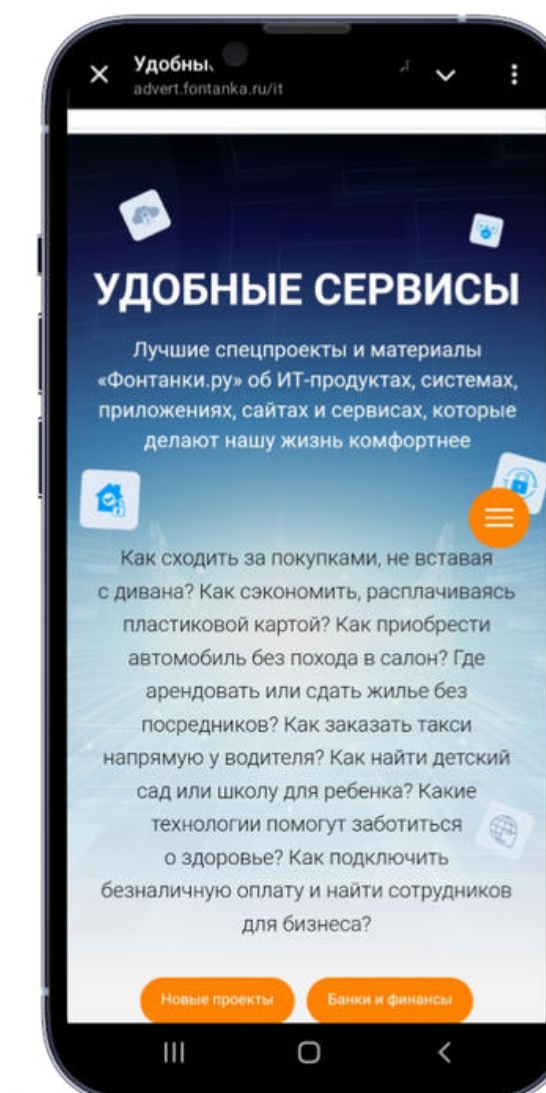 Удобны
advert.fontanka.ru/it
УДОБНЫЕ СЕРВИСЫ
Лучшие спецпроекты и материалы
«Фонтанки.ру» об ИТ-продуктах, системах,
приложениях, сайтах и сервисах, которые
делают нашу жизнь комфортнее
Как сходить за покупками, не вставая
с дивана? Как сэкономить, расплачиваясь
пластиковой картой? Как приобрести
автомобиль без похода в салон? Где
арендовать или сдать жилье без
посредников? Как заказать такси
напрямую у водителя? Как найти детский
сад или школу для ребенка? Какие
технологии помогут заботиться
о здоровье? Как подключить
безналичную оплату и найти сотрудников
для бизнеса?
Новые проекты
Банки и финансы